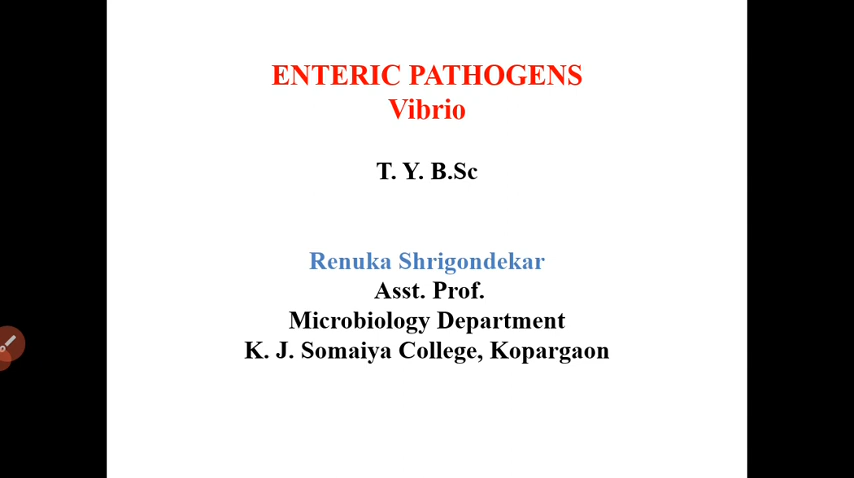 ENTERIC PATHOGENS
Vibrio
T. Y. B.Sc
Renuka Shrigondekar
Asst. Prof.
Microbiology Department
K. J. Somaiya College, Kopargaon